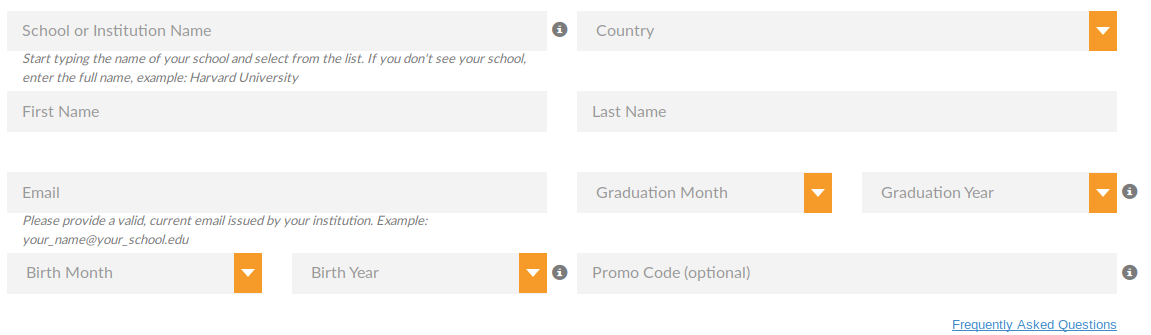 School or Institution Name
Country
Start typing the name of your school and select from the list. If you don't see your school,
enter the full name, example: Harvard University
First Name
Last Name
Email
Graduation Month
Graduation Year
Please provide a valid, current email issued by your institution. Example:
your_name@your_school.edu
Birth Month
Birth Year
Promo Code (optional)
Frequently Asked Questions